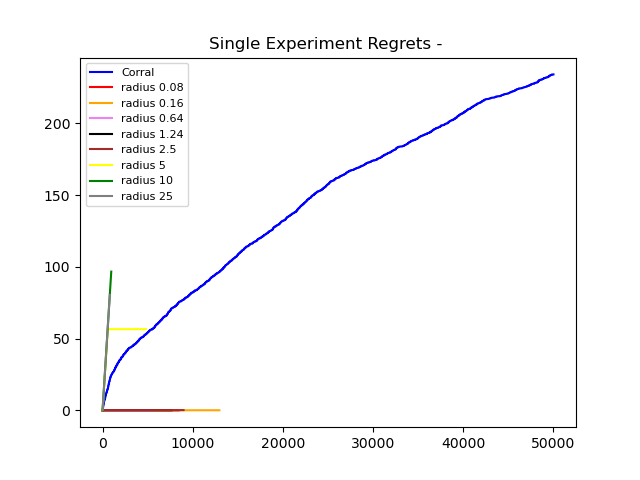 Single Experiment Regrets -
Corral
radius 0.08
radius 0.16
radius 0.64
radius 1.24
radius 2.5
radius 5
radius 10
radius 25
200
150
100
50
0
0 10000 20000 30000 40000 50000